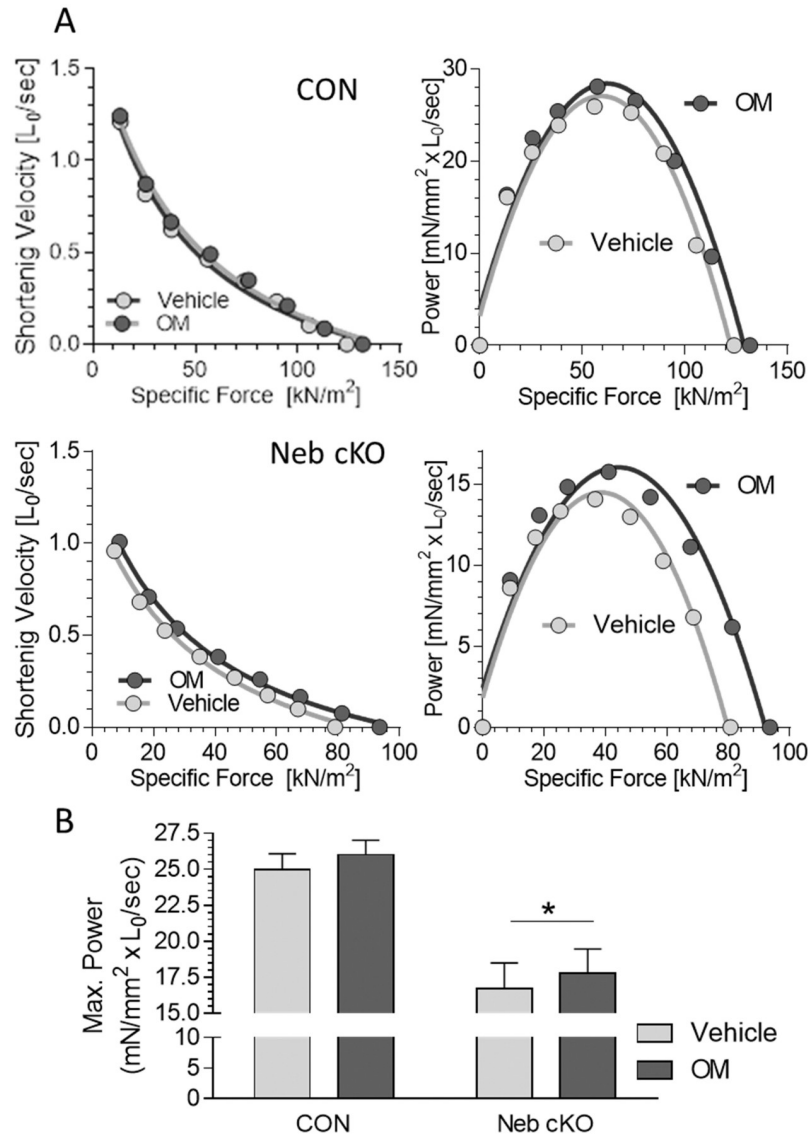 A
CON
Shortenig Velocity [L₀/sec]
1.5
1.0
0.5
0.0
Vehicle
OM
0 50 100 150
Specific Force [kN/m²]
Power [mN/mm² x L₀/sec]
30
20
10
0
OM
Vehicle
0 50 100 150
Specific Force [kN/m²]
Neb cKO
Shortenig Velocity [L₀/sec]
1.5
1.0
0.5
0.0
OM
Vehicle
0 20 40 60 80 100
Specific Force [kN/m²]
Power [mN/mm² x L₀/sec]
15
10
5
0
OM
Vehicle
0 20 40 60 80 100
Specific Force [kN/m²]
B
Max. Power
(mN/mm² x L₀/sec)
27.5
25.0
22.5
20.0
17.5
15.0
10
5
0
*
CON Neb cKO
Vehicle
OM